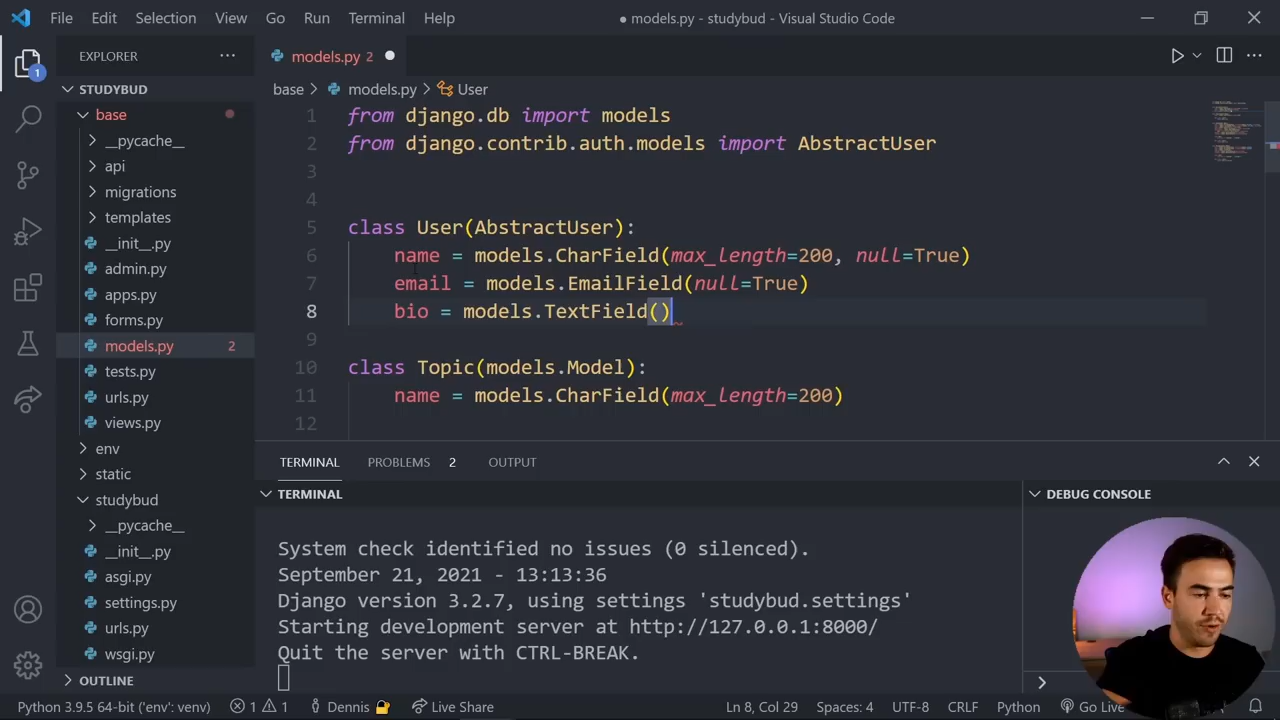 File Edit Selection View Go Run Terminal Help
● models.py - studybud - Visual Studio Code
EXPLORER ···
models.py 2 ●
STUDYBUD
base > models.py > User
base
__pycache__
api
migrations
templates
__init__.py
admin.py
apps.py
forms.py
models.py 2
tests.py
urls.py
views.py
env
static
studybud
__pycache__
__init__.py
asgi.py
settings.py
urls.py
wsgi.py
OUTLINE
1 from django.db import models
2 from django.contrib.auth.models import AbstractUser
3
4
5 class User(AbstractUser):
6 name = models.CharField(max_length=200, null=True)
7 email = models.EmailField(null=True)
8 bio = models.TextField()
9
10 class Topic(models.Model):
11 name = models.CharField(max_length=200)
12
TERMINAL PROBLEMS 2 OUTPUT
TERMINAL
System check identified no issues (0 silenced).
September 21, 2021 - 13:13:36
Django version 3.2.7, using settings 'studybud.settings'
Starting development server at http://127.0.0.1:8000/
Quit the server with CTRL-BREAK.
DEBUG CONSOLE
1
Python 3.9.5 64-bit ('env': venv) 1 1 Dennis Live Share Ln 8, Col 29 Spaces: 4 UTF-8 CRLF Python Go Live